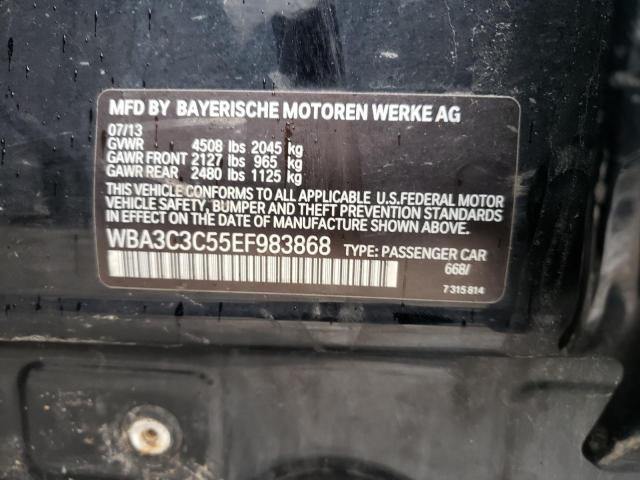 MFD BY BAYERISCHE MOTOREN WERKE AG
07/13
GVWR 4508 lbs 2045 kg
GAWR FRONT 2127 lbs 965 kg
GAWR REAR 2480 lbs 1125 kg
THIS VEHICLE CONFORMS TO ALL APPLICABLE U.S.FEDERAL MOTOR
VEHICLE SAFETY, BUMPER AND THEFT PREVENTION STANDARDS
IN EFFECT ON THE DATE OF MANUFACTURE SHOWN ABOVE.
WBA3C3C55EF983868 TYPE: PASSENGER CAR
668/
7 315 814